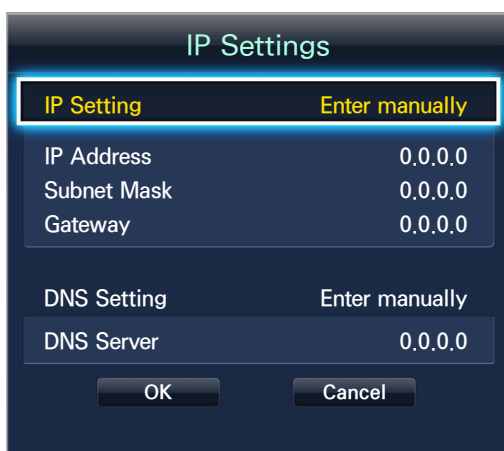 IP Settings
IP Setting Enter manually
IP Address 0.0.0.0
Subnet Mask 0.0.0.0
Gateway 0.0.0.0
DNS Setting Enter manually
DNS Server 0.0.0.0
OK Cancel